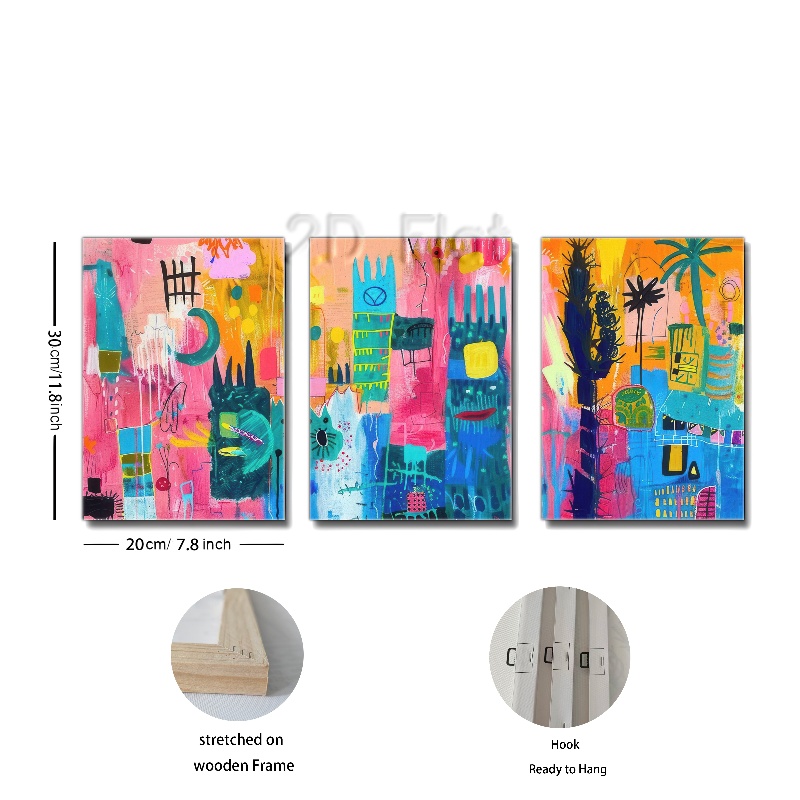 2D Flat
30cm/11.8inch
20cm/ 7.8 inch
stretched on
wooden Frame
Hook
Ready to Hang